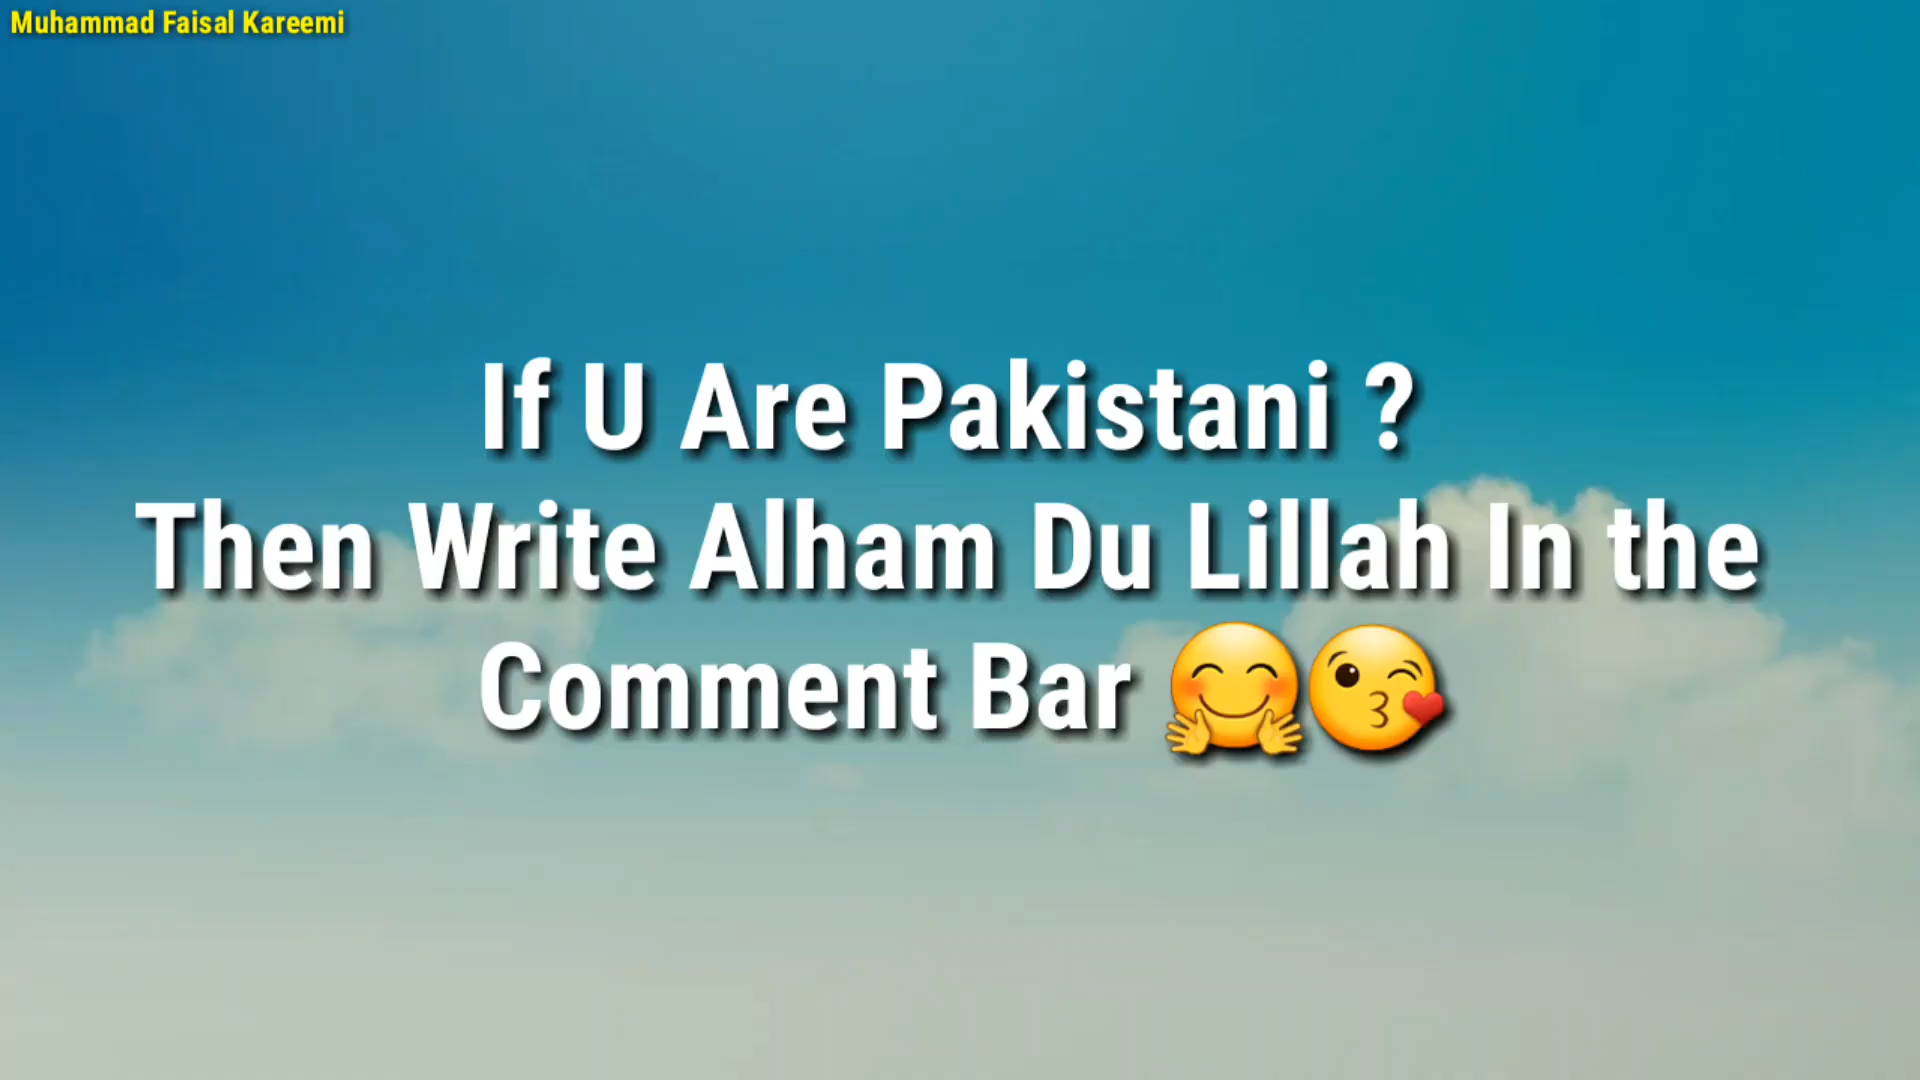 Muhammad Faisal Kareemi
If U Are Pakistani ?
Then Write Alham Du Lillah In the
Comment Bar 🤗😘